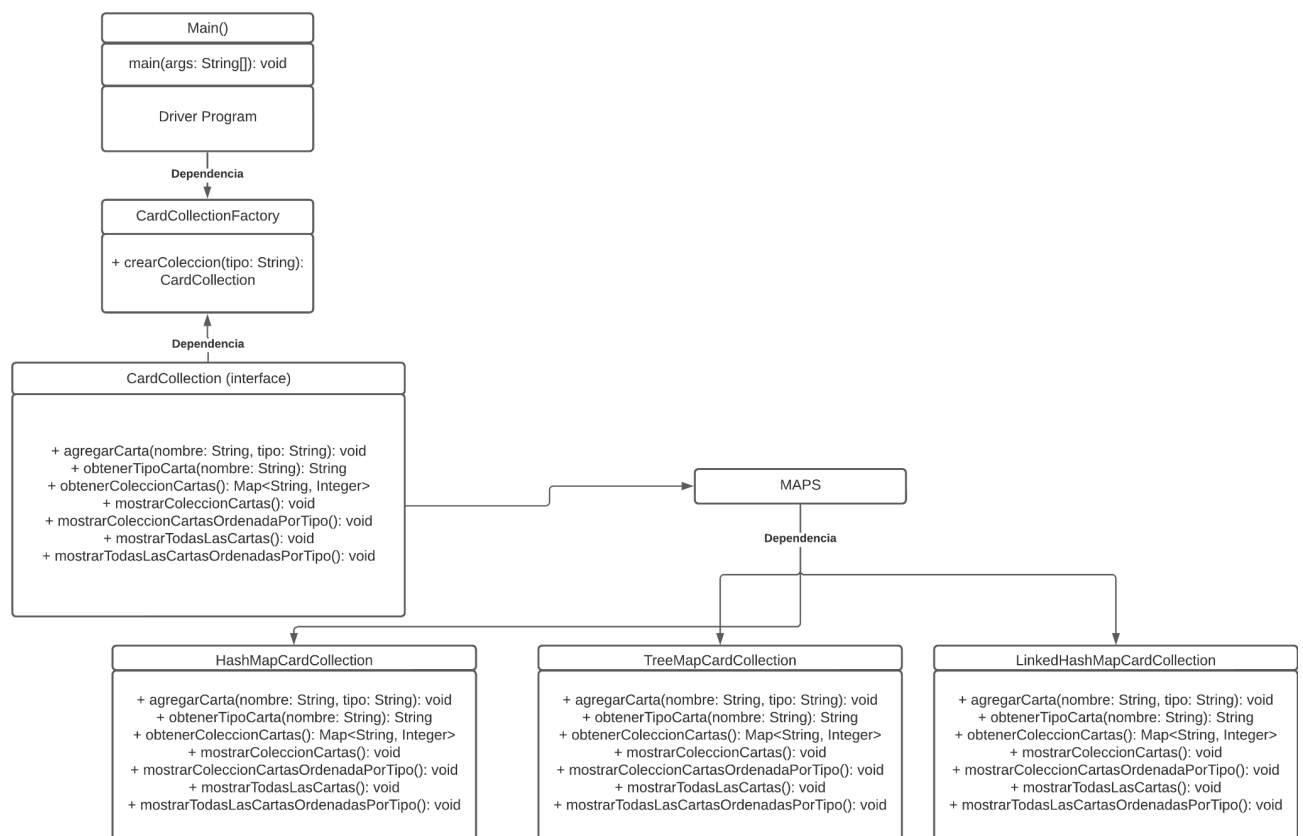 Main()
main(args: String[]): void
Driver Program
Dependencia
CardCollectionFactory
+ crearColeccion(tipo: String):
CardCollection
Dependencia
CardCollection (interface)
+ agregarCarta(nombre: String, tipo: String): void
+ obtenerTipoCarta(nombre: String): String
+ obtenerColeccionCartas(): Map<String, Integer>
+ mostrarColeccionCartas(): void
+ mostrarColeccionCartasOrdenadaPorTipo(): void
+ mostrarTodasLasCartas(): void
+ mostrarTodasLasCartasOrdenadasPorTipo(): void
MAPS
Dependencia
HashMapCardCollection
+ agregarCarta(nombre: String, tipo: String): void
+ obtenerTipoCarta(nombre: String): String
+ obtenerColeccionCartas(): Map<String, Integer>
+ mostrarColeccionCartas(): void
+ mostrarColeccionCartasOrdenadaPorTipo(): void
+ mostrarTodasLasCartas(): void
+ mostrarTodasLasCartasOrdenadasPorTipo(): void
TreeMapCardCollection
+ agregarCarta(nombre: String, tipo: String): void
+ obtenerTipoCarta(nombre: String): String
+ obtenerColeccionCartas(): Map<String, Integer>
+ mostrarColeccionCartas(): void
+ mostrarColeccionCartasOrdenadaPorTipo(): void
+ mostrarTodasLasCartas(): void
+ mostrarTodasLasCartasOrdenadasPorTipo(): void
LinkedHashMapCardCollection
+ agregarCarta(nombre: String, tipo: String): void
+ obtenerTipoCarta(nombre: String): String
+ obtenerColeccionCartas(): Map<String, Integer>
+ mostrarColeccionCartas(): void
+ mostrarColeccionCartasOrdenadaPorTipo(): void
+ mostrarTodasLasCartas(): void
+ mostrarTodasLasCartasOrdenadasPorTipo(): void